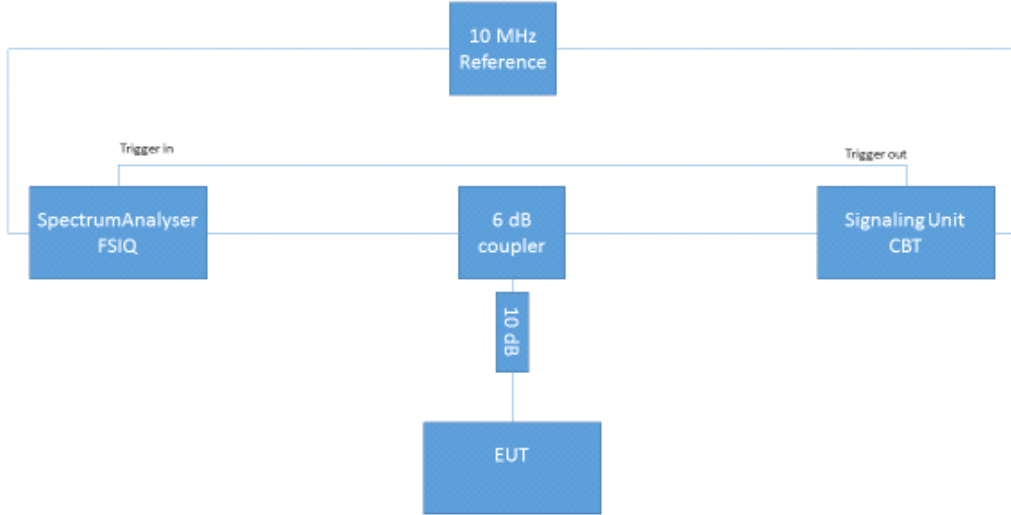 10 MHz
Reference
Trigger in
Trigger out
SpectrumAnalyser
FSIQ
6 dB
coupler
Signaling Unit
CBT
10 dB
EUT